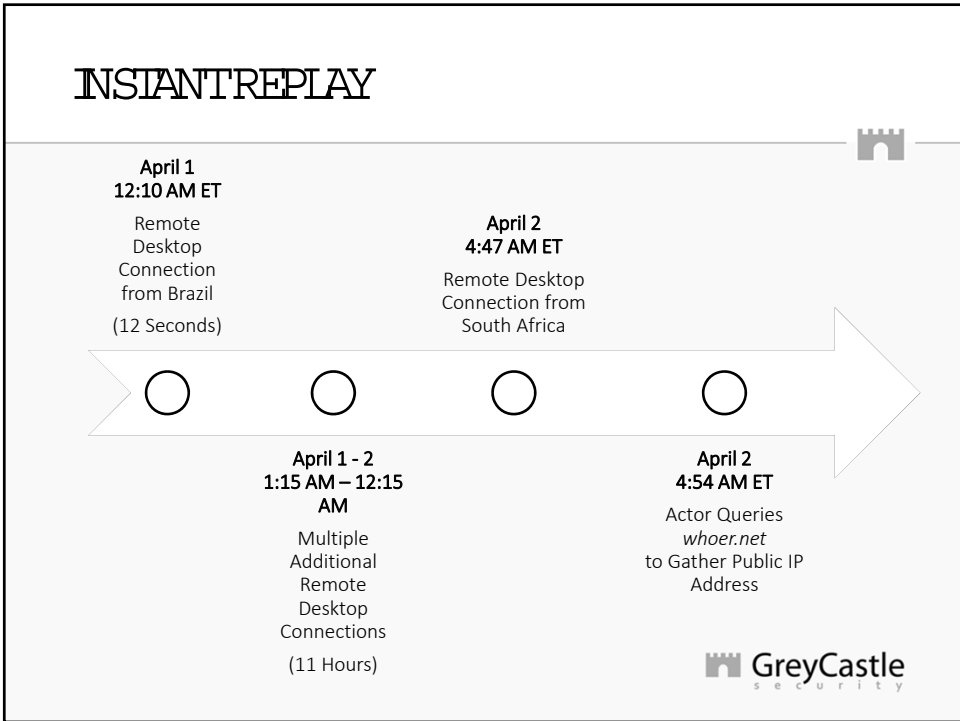 INSTANT REPLAY
April 1
12:10 AM ET
Remote
Desktop
Connection
from Brazil
(12 Seconds)
April 1 - 2
1:15 AM – 12:15
AM
Multiple
Additional
Remote
Desktop
Connections
(11 Hours)
April 2
4:47 AM ET
Remote Desktop
Connection from
South Africa
April 2
4:54 AM ET
Actor Queries
whoer.net
to Gather Public IP
Address
GreyCastle
security